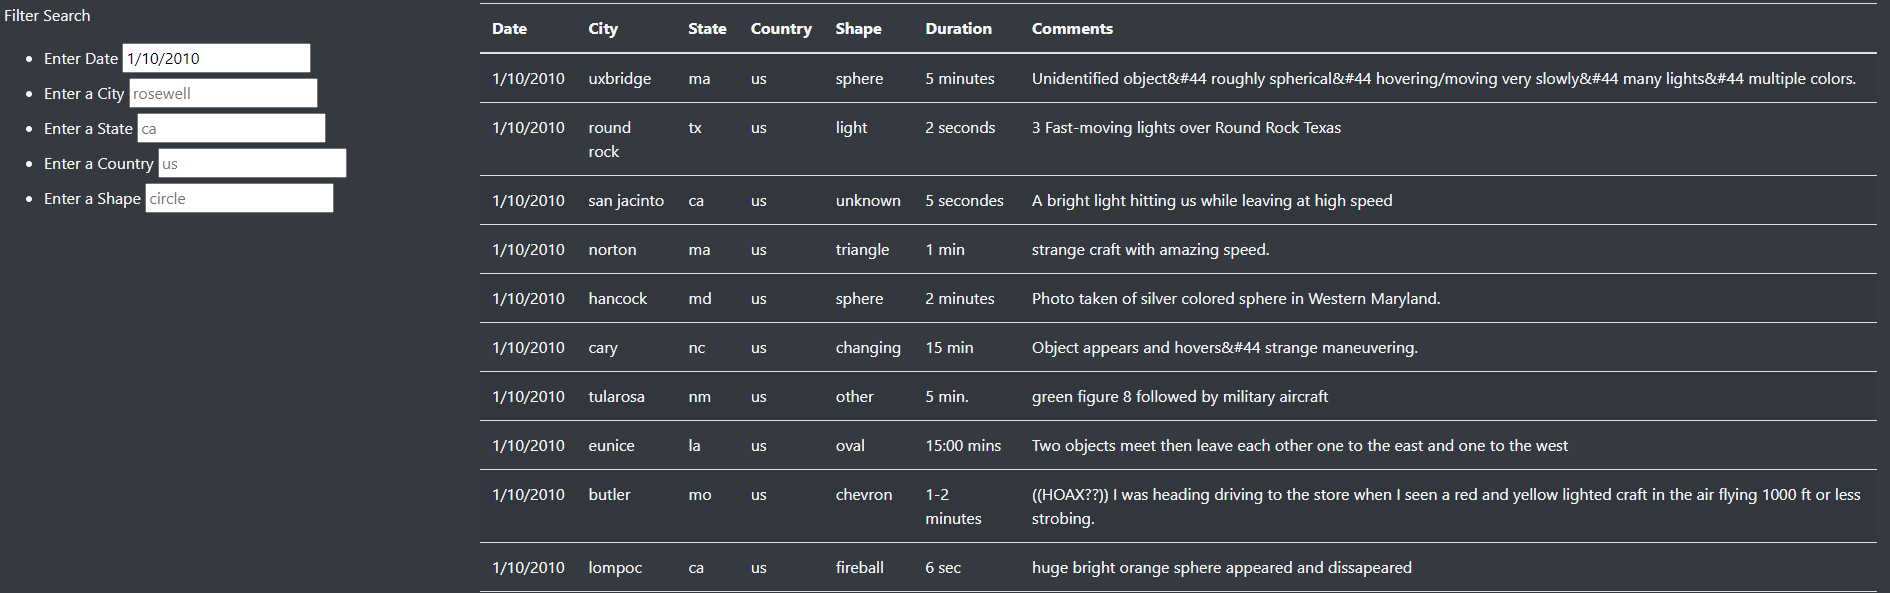 Filter Search
Enter Date 1/10/2010
Enter a City rosewell
Enter a State ca
Enter a Country us
Enter a Shape circle
Date City State Country Shape Duration Comments
1/10/2010 uxbridge ma us sphere 5 minutes Unidentified object&#44 roughly spherical&#44 hovering/moving very slowly&#44 many lights&#44 multiple colors.
1/10/2010 round tx us light 2 seconds 3 Fast-moving lights over Round Rock Texas
rock
1/10/2010 san jacinto ca us unknown 5 secondes A bright light hitting us while leaving at high speed
1/10/2010 norton ma us triangle 1 min strange craft with amazing speed.
1/10/2010 hancock md us sphere 2 minutes Photo taken of silver colored sphere in Western Maryland.
1/10/2010 cary nc us changing 15 min Object appears and hovers&#44 strange maneuvering.
1/10/2010 tularosa nm us other 5 min. green figure 8 followed by military aircraft
1/10/2010 eunice la us oval 15:00 mins Two objects meet then leave each other one to the east and one to the west
1/10/2010 butler mo us chevron 1-2 ((HOAX??)) I was heading driving to the store when I seen a red and yellow lighted craft in the air flying 1000 ft or less
minutes strobing.
1/10/2010 lompoc ca us fireball 6 sec huge bright orange sphere appeared and dissapeared